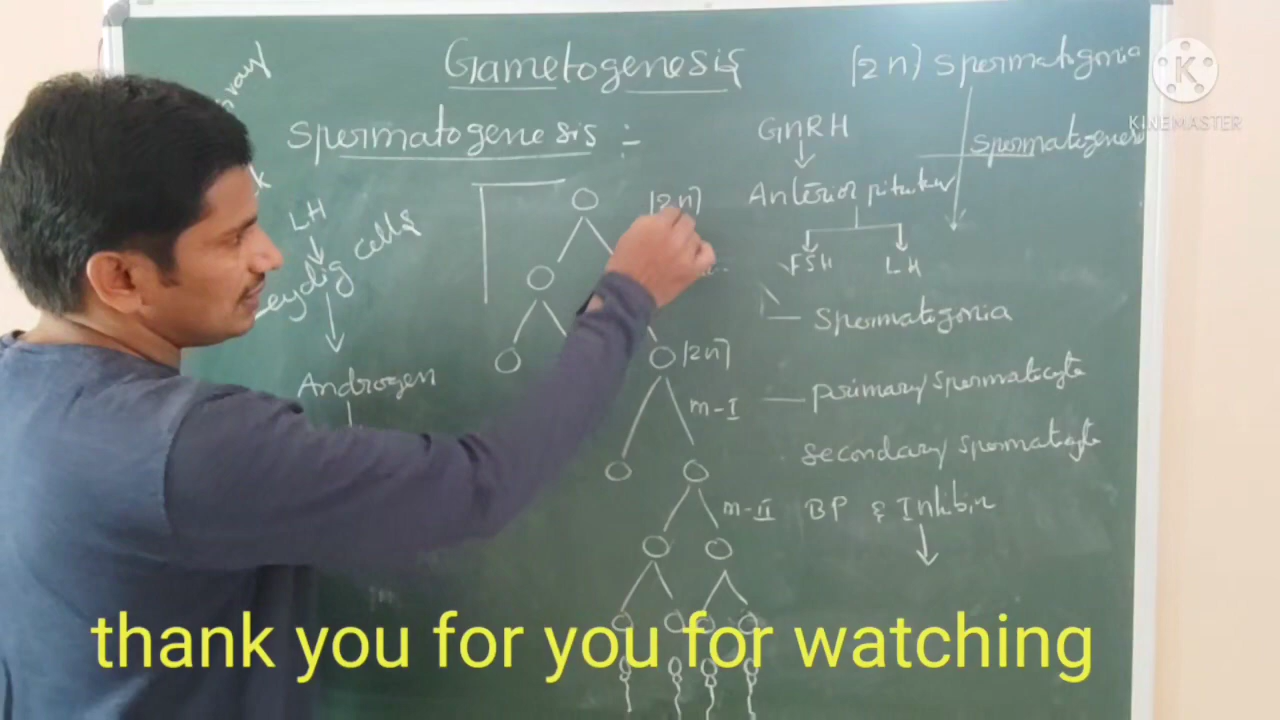 Gametogenesis
(2n) Spermatogonia
K
KINEMASTER
GnRH
Spermatogenesis :-
Spermatogenesi
|2n|
Anterior pituitary
LH
Leydig cells
FSH
LH
Spermatogonia
|2n|
Androgen
m-I
primary spermatocyte
secondary spermatocyte
m-II
BP & Inhibin
thank you for you for watching